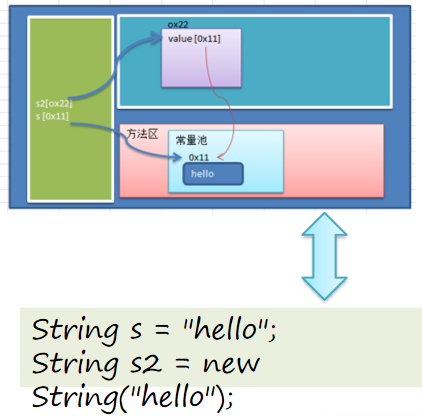 ox22
value [0x11]
s2[ox22]
s [0x11]
方法区
常量池
0x11
hello
String s = "hello";
String s2 = new
String("hello");